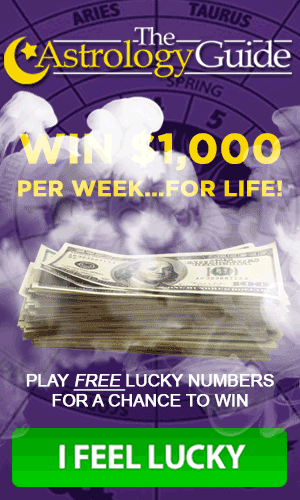 ARIES
TAURUS
The
Astrology Guide
SPRING
5
WIN $1,000
PER WEEK...FOR LIFE!
PLAY FREE LUCKY NUMBERS
FOR A CHANCE TO WIN
I FEEL LUCKY